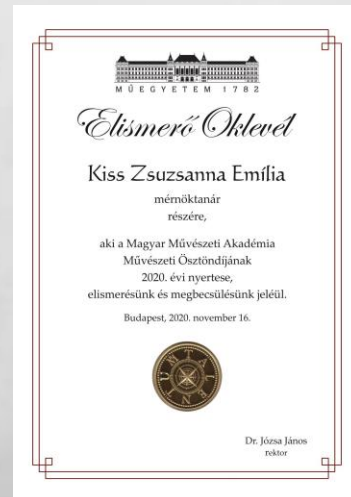 MŰEGYETEM 1782
Elismerő Oklevél
Kiss Zsuzsanna Emília
mérnöktanár
részére,
aki a Magyar Művészeti Akadémia
Művészeti Ösztöndíjának
2020. évi nyertese,
elismerésünk és megbecsülésünk jeléül.
Budapest, 2020. november 16.
Dr. Józsa János
rektor